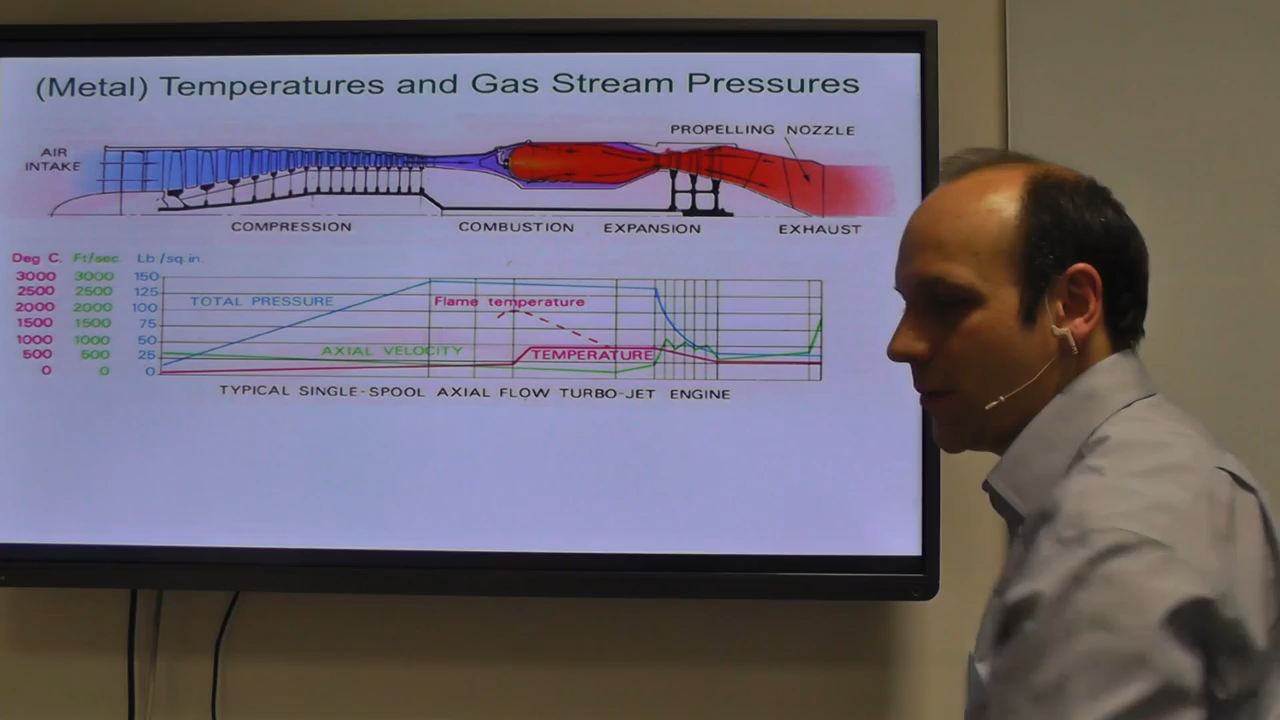 (Metal) Temperatures and Gas Stream Pressures
PROPELLING NOZZLE
AIR
INTAKE
COMPRESSION
COMBUSTION
EXPANSION
EXHAUST
Deg C. Ft/sec. Lb/sq.in.
3000 3000 150
2500 2500 125
2000 2000 100
1500 1500 75
1000 1000 50
500 500 25
0 0 0
TOTAL PRESSURE
Flame temperature
AXIAL VELOCITY
TEMPERATURE
TYPICAL SINGLE-SPOOL AXIAL FLOW TURBO-JET ENGINE